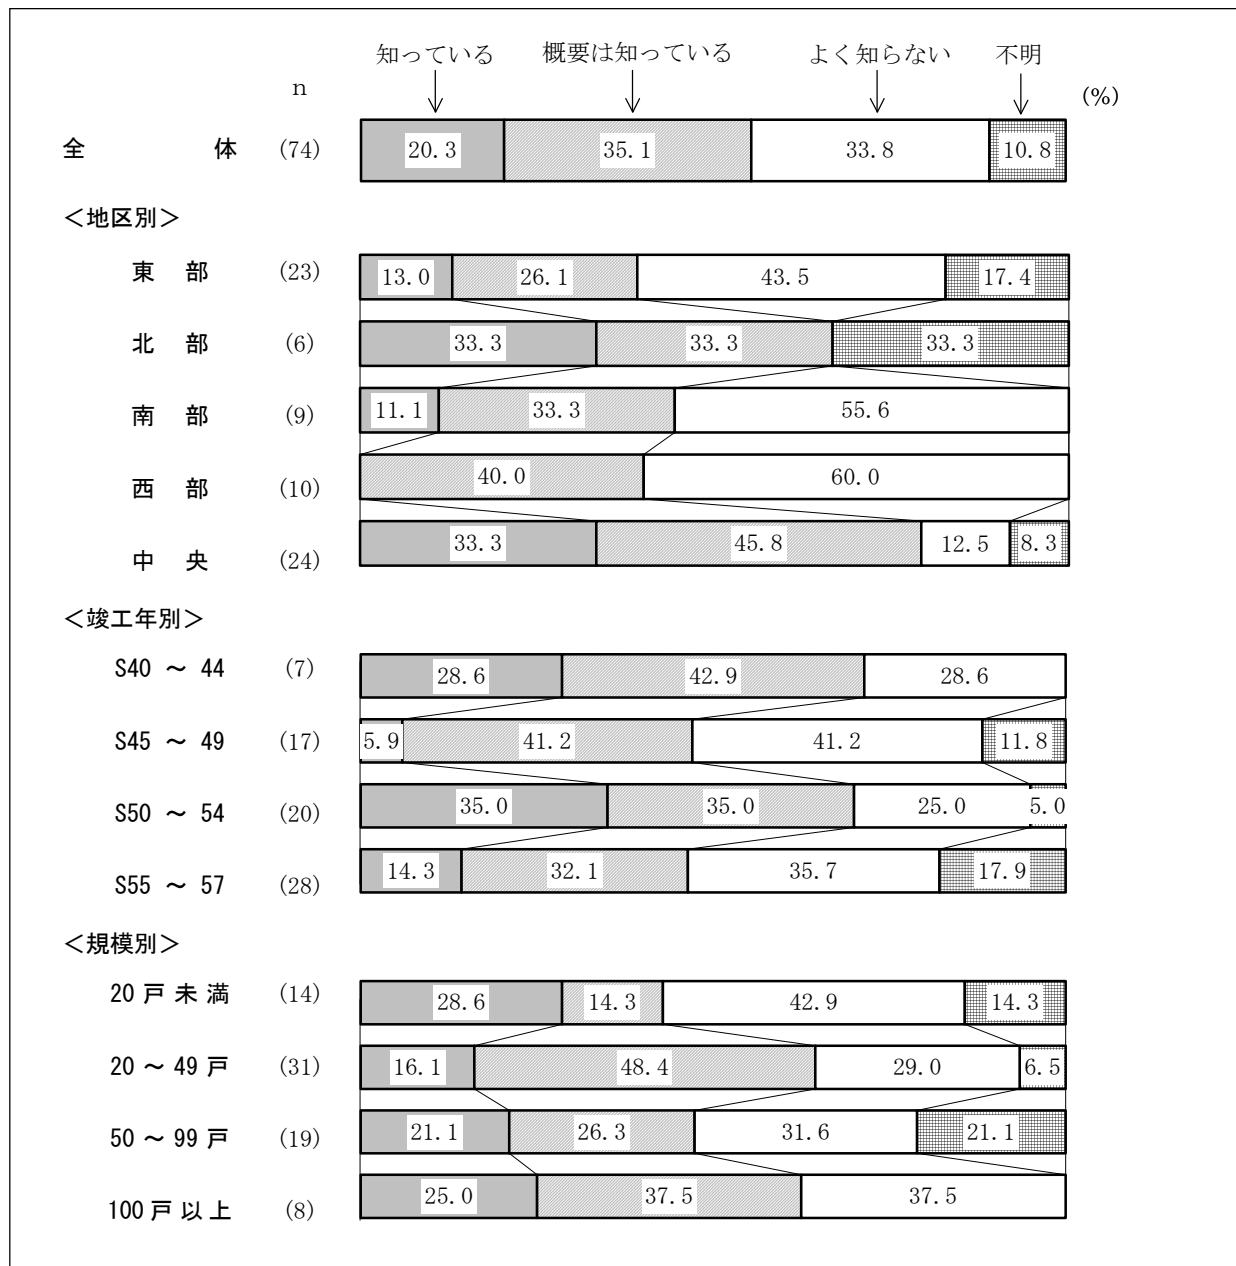 知っている 概要は知っている よく知らない 不明
n (%)
全体 (74) 20.3 35.1 33.8 10.8
＜地区別＞
東部 (23) 13.0 26.1 43.5 17.4
北部 (6) 33.3 33.3 33.3
南部 (9) 11.1 33.3 55.6
西部 (10) 40.0 60.0
中央 (24) 33.3 45.8 12.5 8.3
＜竣工年別＞
S40 ～ 44 (7) 28.6 42.9 28.6
S45 ～ 49 (17) 5.9 41.2 41.2 11.8
S50 ～ 54 (20) 35.0 35.0 25.0 5.0
S55 ～ 57 (28) 14.3 32.1 35.7 17.9
＜規模別＞
20戸未満 (14) 28.6 14.3 42.9 14.3
20～49戸 (31) 16.1 48.4 29.0 6.5
50～99戸 (19) 21.1 26.3 31.6 21.1
100戸以上 (8) 25.0 37.5 37.5